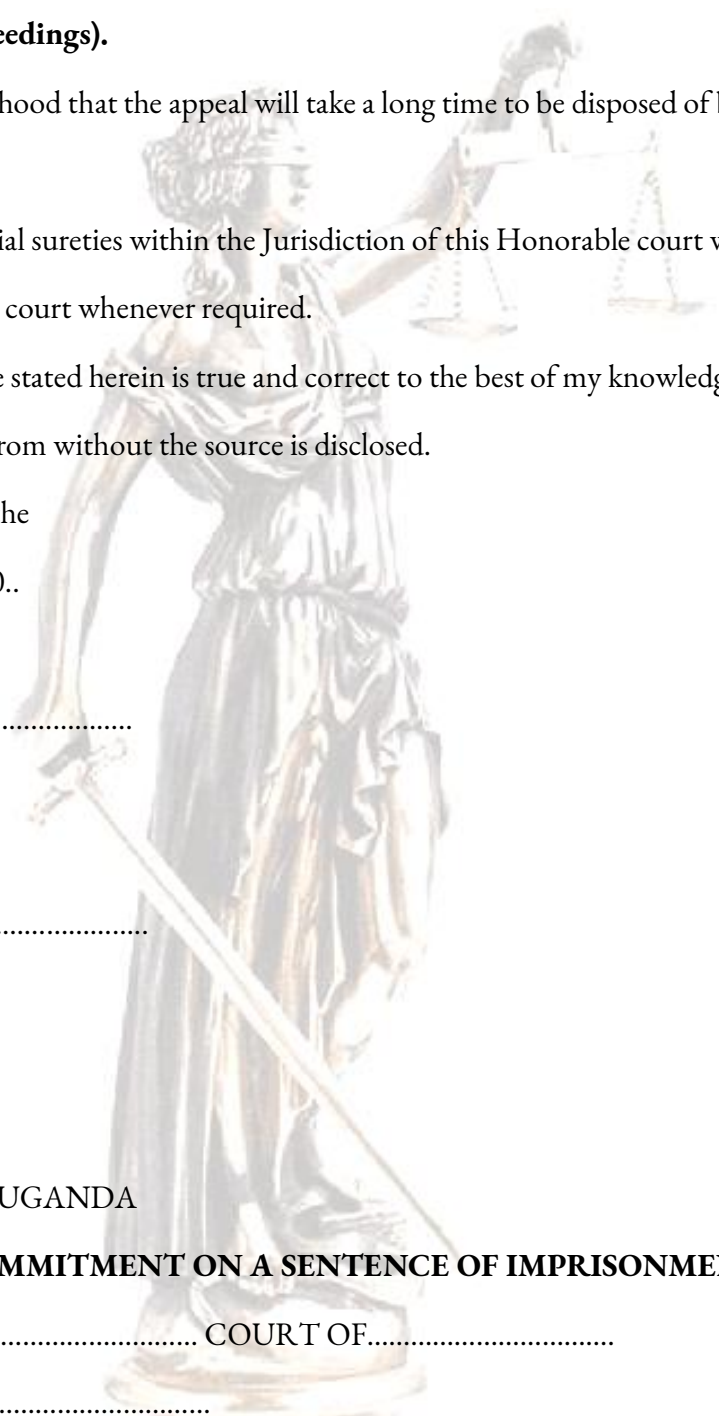 eedings).
hood that the appeal will take a long time to be disposed of
ial sureties within the Jurisdiction of this Honorable court
court whenever required.
e stated herein is true and correct to the best of my knowledg
rom without the source is disclosed.
he
0..
..................
.....................
UGANDA
MMITMENT ON A SENTENCE OF IMPRISONME
........................... COURT OF.................................
............................